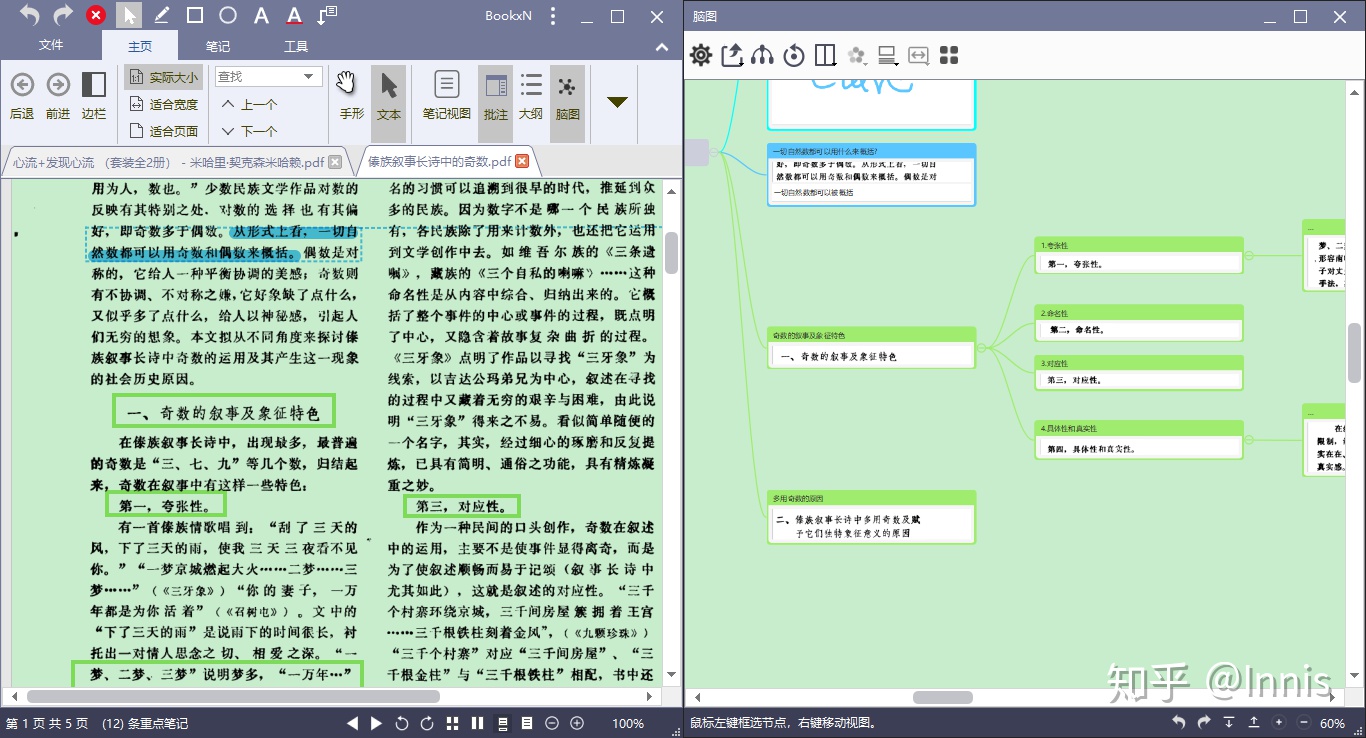 BookxN
文件
主页
笔记
工具
后退
前进
边栏
实际大小
适合宽度
适合页面
查找
上一个
下一个
手形
文本
笔记视图
批注
大纲
脑图
心流+发现心流 （套装全2册） - 米哈里·契克森米哈赖.pdf
傣族叙事长诗中的奇数.pdf
用为人，数也。”少数民族文学作品对数的
反映有其特别之处．对数的选择也有其偏
好，即奇数多于偶数。从形式上看，一切自
然数都可以用奇数和偶数来概括。偶数是对
称的，它给人一种平衡协调的美感；奇数则
有不协调、不对称之嫌，它好象缺了点什么，
又似乎多了点什么，给人以神秘感，引起人
们无穷的想象。本文拟从不同角度来探讨傣
族叙事长诗中奇数的运用及其产生这一现象
的社会历史原因。
一、奇数的叙事及象征特色
在傣族叙事长诗中，出现最多，最普遍
的奇数是“三、七、九”等几个数，归结起
来，奇数在叙事中有这样一些特色：
第一，夸张性。
有一首傣族情歌唱到：“刮了三天的
风，下了三天的雨，使我三天三夜看不见
你。”“一梦京城燃起大火……二梦……三
梦……”（《三牙象》）“你的妻子，一万
年都是为你活着”（《召树屯》）。文中的
“下了三天的雨”是说雨下的时间很长，衬
托出一对情人思念之切、相爱之深。“一
梦、二梦、三梦”说明梦多，“一万年…”
名的习惯可以追溯到很早的时代，推延到众
多的民族。因为数字不是哪一个民族所独
有，各民族除了用来计数外，也还把它运用
到文学创作中去。如维吾尔族的《三条遗
嘱》，藏族的《三个自私的喇嘛》……这种
命名性是从内容中综合、归纳出来的。它概
括了整个事件的中心或事件的过程，既点明
了中心，又隐含着故事复杂曲折的过程。
《三牙象》点明了作品以寻找“三牙象”为
线索，以吉达公玛弟兄为中心，叙述在寻找
的过程中又藏着无穷的艰辛与困难，由此说
明“三牙象”得来之不易。看似简单随便的
一个名字，其实，经过细心的琢磨和反复提
炼，已具有简明、通俗之功能，具有精炼凝
重之妙。
第三，对应性。
作为一种民间的口头创作，奇数在叙述
中的运用，主要不是使事件显得离奇，而是
为了使叙述顺畅而易于记颂（叙事长诗中
尤其如此），这就是叙述的对应性。“三千
个村寨环绕京城，三千间房屋簇拥着王宫
……三千根铁柱刻着金凤”，（《九颗珍珠》）
“三千个村寨”对应“三千间房屋”、“三
千根金柱”与“三千根铁柱”相配，书中还
第 1 页 共 5 页 (12) 条重点笔记
100%
脑图
一切自然数都可以用什么来概括?
好，即奇数多于偶数。从形式上看，一切自
然数都可以用奇数和偶数来概括。偶数是对
一切自然数都可以被概括
奇数的叙事及象征特色
一、奇数的叙事及象征特色
多用奇数的原因
二、傣族叙事长诗中多用奇数及赋
予它们独特象征意义的原因
1.夸张性
第一，夸张性。
2.命名性
第二，命名性。
3.对应性
第三，对应性。
4.具体性和真实性
第四，具体性和真实性。
...
梦、二
形容南
子对丈
手法，
...
在
限制，
实在在、
真实感。
知乎 @Innis
鼠标左键框选节点，右键移动视图。
60%